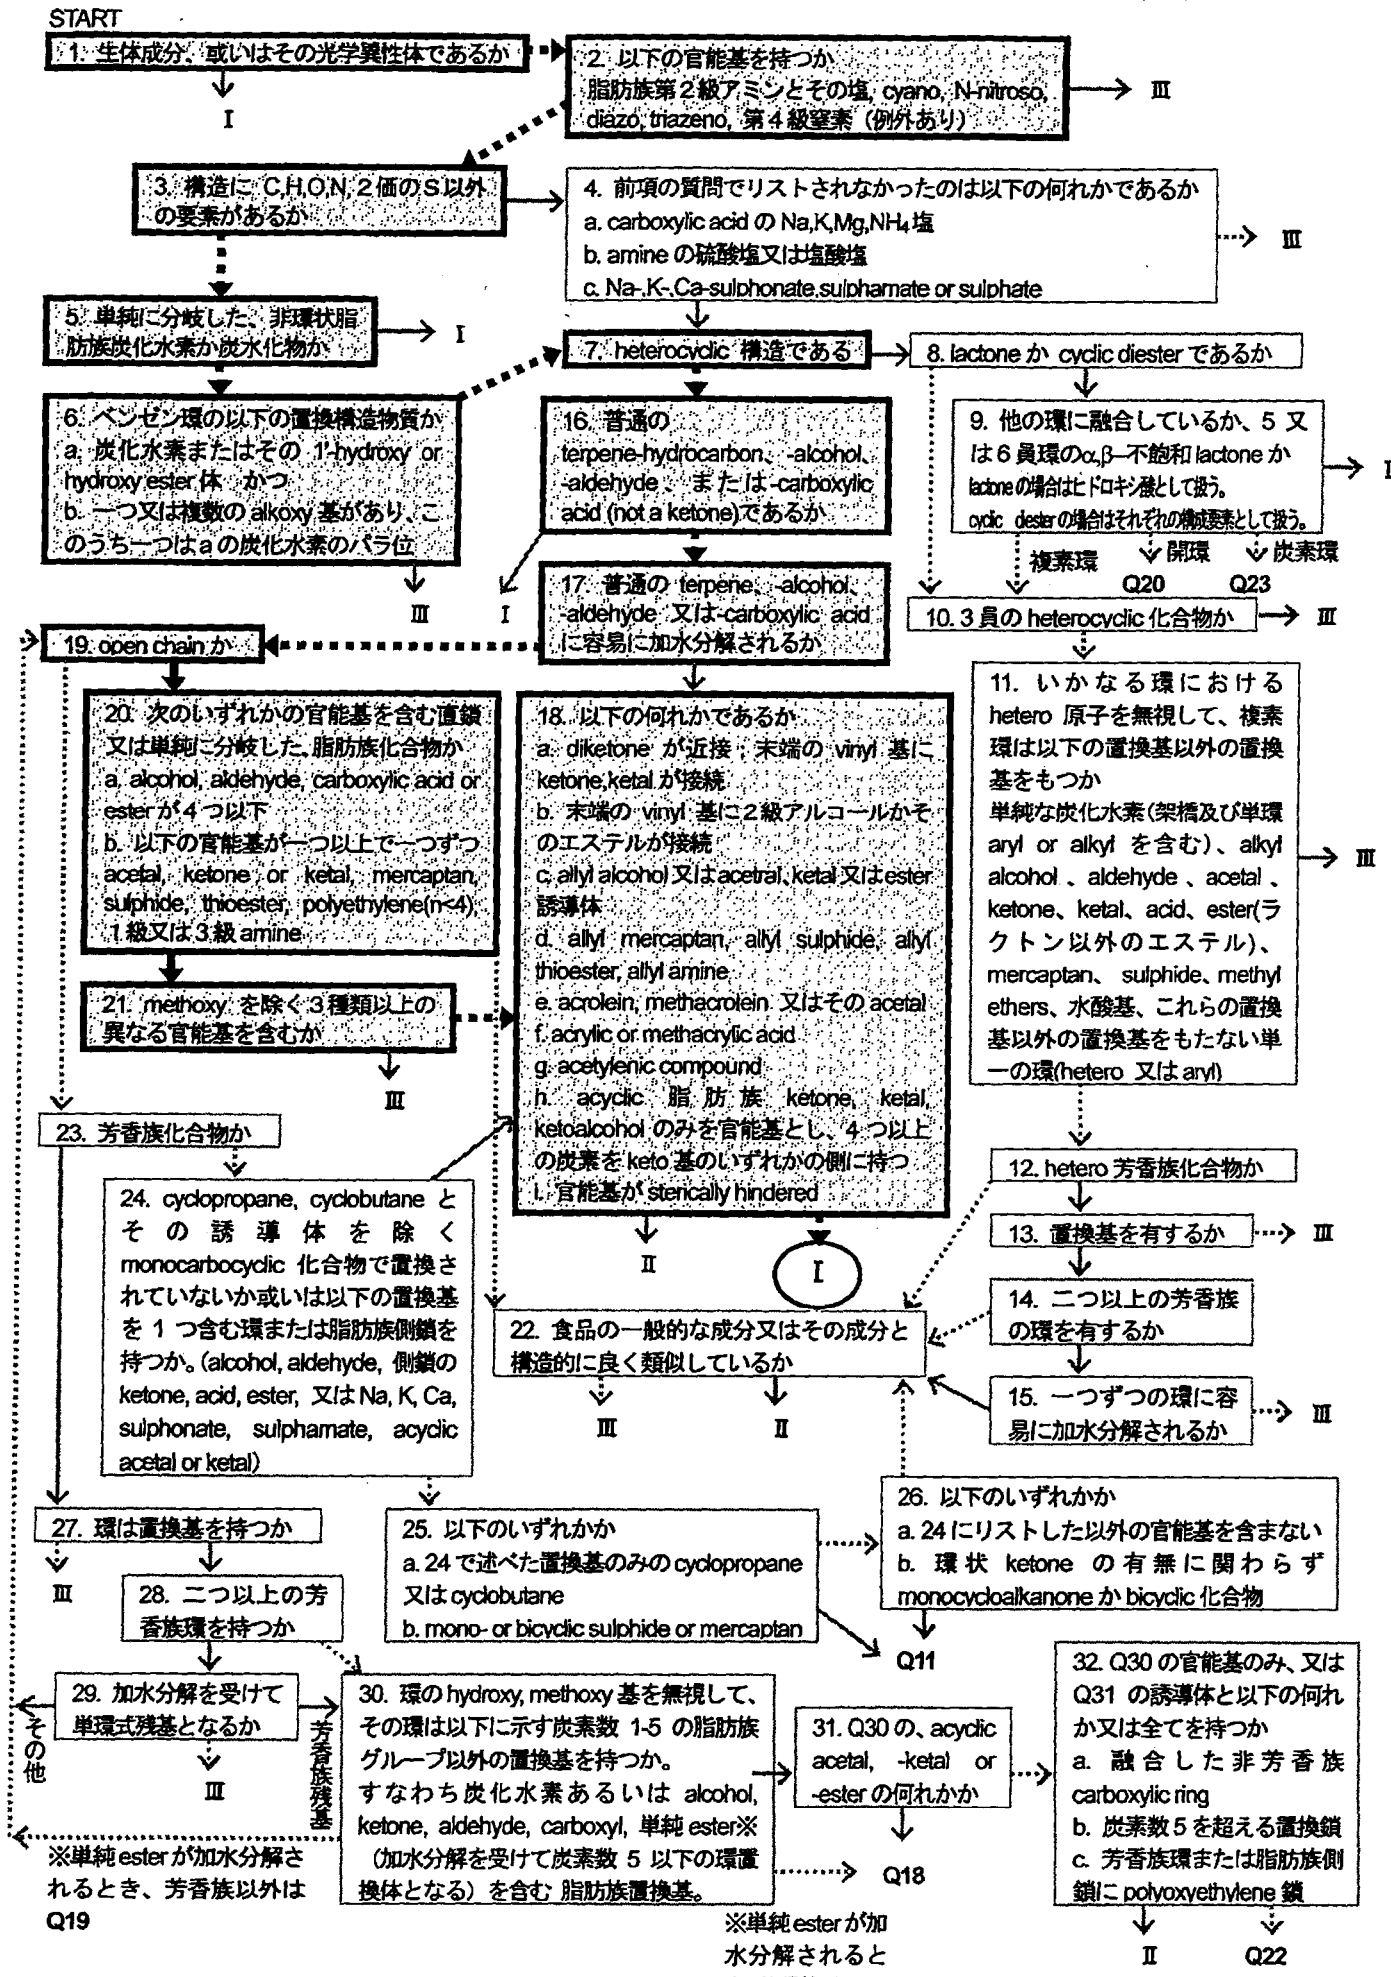 START
1. 生体成分、或いはその光学異性体であるか
I
2. 以下の官能基を持つか
脂肪族第2級アミンとその塩, cyano, N-nitroso,
diazo, triazeno, 第4級窒素（例外あり）
III
3. 構造に C,H,O,N,2価のS以外
の要素があるか
4. 前項の質問でリストされなかったのは以下の何れかであるか
a. carboxylic acid の Na,K,Mg,NH₄塩
b. amine の硫酸塩又は塩酸塩
c. Na-,K-,Ca-sulphonate,sulphamate or sulphate
III
5. 単純に分岐した、非環状脂
肪族炭化水素か炭水化物か
I
6. ベンゼン環の以下の置換構造物質か
a. 炭化水素またはその 1'-hydroxy or
hydroxy ester 体 かつ
b. 一つ又は複数の alkoxy 基があり、こ
のうち一つは a の炭化水素のパラ位
III
7. heterocyclic 構造である
8. lactone か cyclic diester であるか
9. 他の環に融合しているか、5 又
は 6 員環のα,β–不飽和 lactone か
lactone の場合はヒドロキシ酸として扱う。
cyclic diester の場合はそれぞれの構成要素として扱う。
I
複素環
開環
炭素環
Q20
Q23
10. 3 員の heterocyclic 化合物か
III
11. いかなる環における
hetero 原子を無視して、複素
環は以下の置換基以外の置換
基をもつか
単純な炭化水素(架橋及び単環
aryl or alkyl を含む)、alkyl
alcohol 、aldehyde 、acetal 、
ketone、ketal、acid、ester(ラ
クトン以外のエステル)、
mercaptan、 sulphide、methyl
ethers、水酸基、これらの置換
基以外の置換基をもたない単
一の環(hetero 又は aryl)
III
12. hetero 芳香族化合物か
13. 置換基を有するか
III
14. 二つ以上の芳香族
の環を有するか
15. 一つずつの環に容
易に加水分解されるか
III
16. 普通の
terpene-hydrocarbon、-alcohol、
-aldehyde 、または-carboxylic
acid (not a ketone)であるか
I
17. 普通の terpene、-alcohol、
-aldehyde 又は-carboxylic acid
に容易に加水分解されるか
18. 以下の何れかであるか
a. diketone が近接；末端の vinyl 基に
ketone,ketal が接続
b. 末端の vinyl 基に2級アルコールかそ
のエステルが接続
c. allyl alcohol 又は acetral, ketal 又は ester
誘導体
d. allyl mercaptan, allyl sulphide, allyl
thioester, allyl amine
e. acrolein, methacrolein 又はその acetal
f. acrylic or methacrylic acid
g. acetylenic compound
h. acyclic 脂肪族 ketone, ketal,
ketoalcohol のみを官能基とし、4 つ以上
の炭素を keto 基のいずれかの側に持つ
i. 官能基が sterically hindered
II
I
19. open chain か
20. 次のいずれかの官能基を含む直鎖
又は単純に分岐した、脂肪族化合物か
a. alcohol, aldehyde, carboxylic acid or
ester が 4 つ以下
b. 以下の官能基が一つ以上で一つずつ
acetal, ketone or ketal, mercaptan,
sulphide, thioester, polyethylene(n<4),
1 級又は 3 級 amine
21. methoxy を除く 3 種類以上の
異なる官能基を含むか
III
22. 食品の一般的な成分又はその成分と
構造的に良く類似しているか
III
II
23. 芳香族化合物か
24. cyclopropane, cyclobutane と
その誘導体を除く
monocarbocyclic 化合物で置換さ
れていないか或いは以下の置換基
を 1 つ含む環または脂肪族側鎖を
持つか。(alcohol, aldehyde, 側鎖の
ketone, acid, ester, 又は Na, K, Ca,
sulphonate, sulphamate, acyclic
acetal or ketal)
25. 以下のいずれかか
a. 24 で述べた置換基のみの cyclopropane
又は cyclobutane
b. mono- or bicyclic sulphide or mercaptan
Q11
26. 以下のいずれかか
a. 24 にリストした以外の官能基を含まない
b. 環状 ketone の有無に関わらず
monocycloalkanone か bicyclic 化合物
27. 環は置換基を持つか
III
28. 二つ以上の芳
香族環を持つか
29. 加水分解を受けて
単環式残基となるか
その他
芳香族残基
III
30. 環の hydroxy, methoxy 基を無視して、
その環は以下に示す炭素数 1-5 の脂肪族
グループ以外の置換基を持つか。
すなわち炭化水素あるいは alcohol,
ketone, aldehyde, carboxyl, 単純 ester※
（加水分解を受けて炭素数 5 以下の環置
換体となる）を含む 脂肪族置換基。
31. Q30 の、acyclic
acetal, -ketal or
-ester の何れかか
Q18
32. Q30 の官能基のみ、又は
Q31 の誘導体と以下の何れ
か又は全てを持つか
a. 融合した非芳香族
carboxylic ring
b. 炭素数 5 を超える置換鎖
c. 芳香族環または脂肪族側
鎖に polyoxyethylene 鎖
II
Q22
※単純 ester が加水分解さ
れるとき、芳香族以外は
Q19
※単純 ester が加
水分解されると